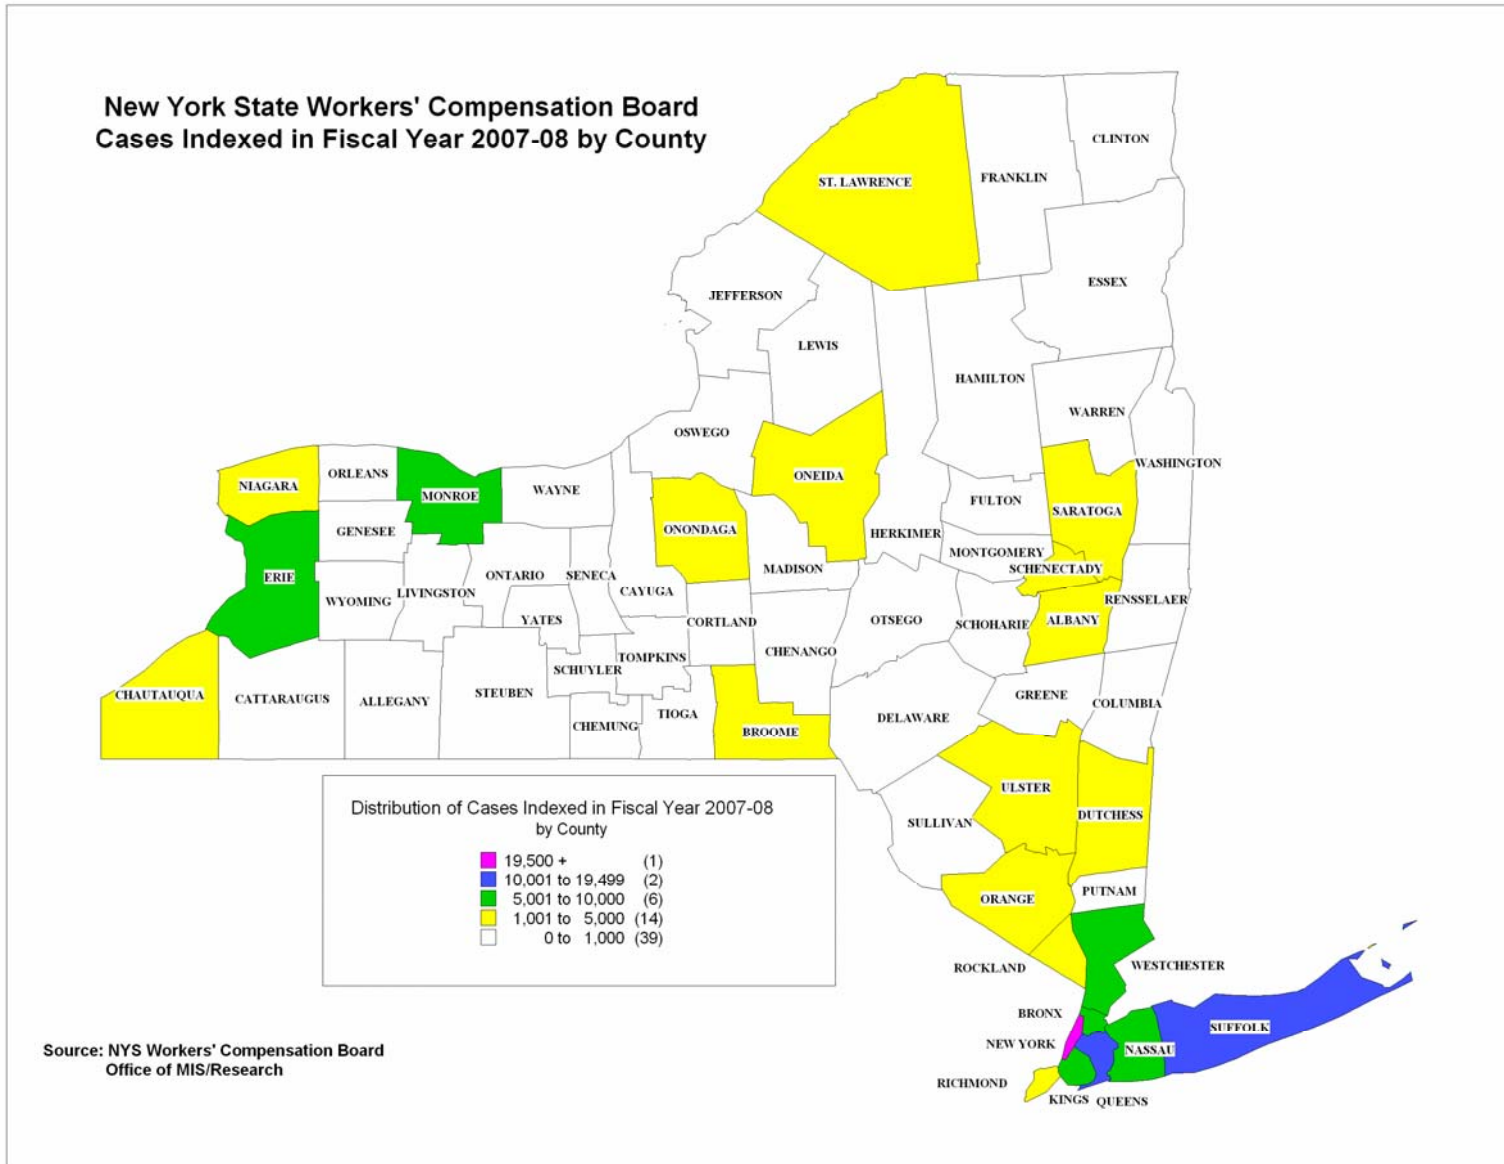 New York State Workers' Compensation Board
Cases Indexed in Fiscal Year 2007-08 by County
CLINTON
FRANKLIN
ST. LAWRENCE
ESSEX
JEFFERSON
LEWIS
HAMILTON
WARREN
OSWEGO
WASHINGTON
ORLEANS
ONEIDA
NIAGARA
WAYNE
MONROE
FULTON
SARATOGA
GENESEE
ONONDAGA
HERKIMER
MONTGOMERY
SCHENECTADY
MADISON
ERIE
ONTARIO
SENECA
CAYUGA
LIVINGSTON
WYOMING
RENSSELAER
YATES
CORTLAND
OTSEGO
SCHOHARIE
ALBANY
CHENANGO
TOMPKINS
SCHUYLER
CHAUTAUQUA
CATTARAUGUS
ALLEGANY
STEUBEN
GREENE
COLUMBIA
TIOGA
DELAWARE
CHEMUNG
BROOME
ULSTER
DUTCHESS
SULLIVAN
PUTNAM
ORANGE
ROCKLAND
WESTCHESTER
BRONX
SUFFOLK
NEW YORK
NASSAU
RICHMOND
KINGS
QUEENS
Distribution of Cases Indexed in Fiscal Year 2007-08
by County
19,500 + (1)
10,001 to 19,499 (2)
5,001 to 10,000 (6)
1,001 to 5,000 (14)
0 to 1,000 (39)
Source: NYS Workers' Compensation Board
Office of MIS/Research